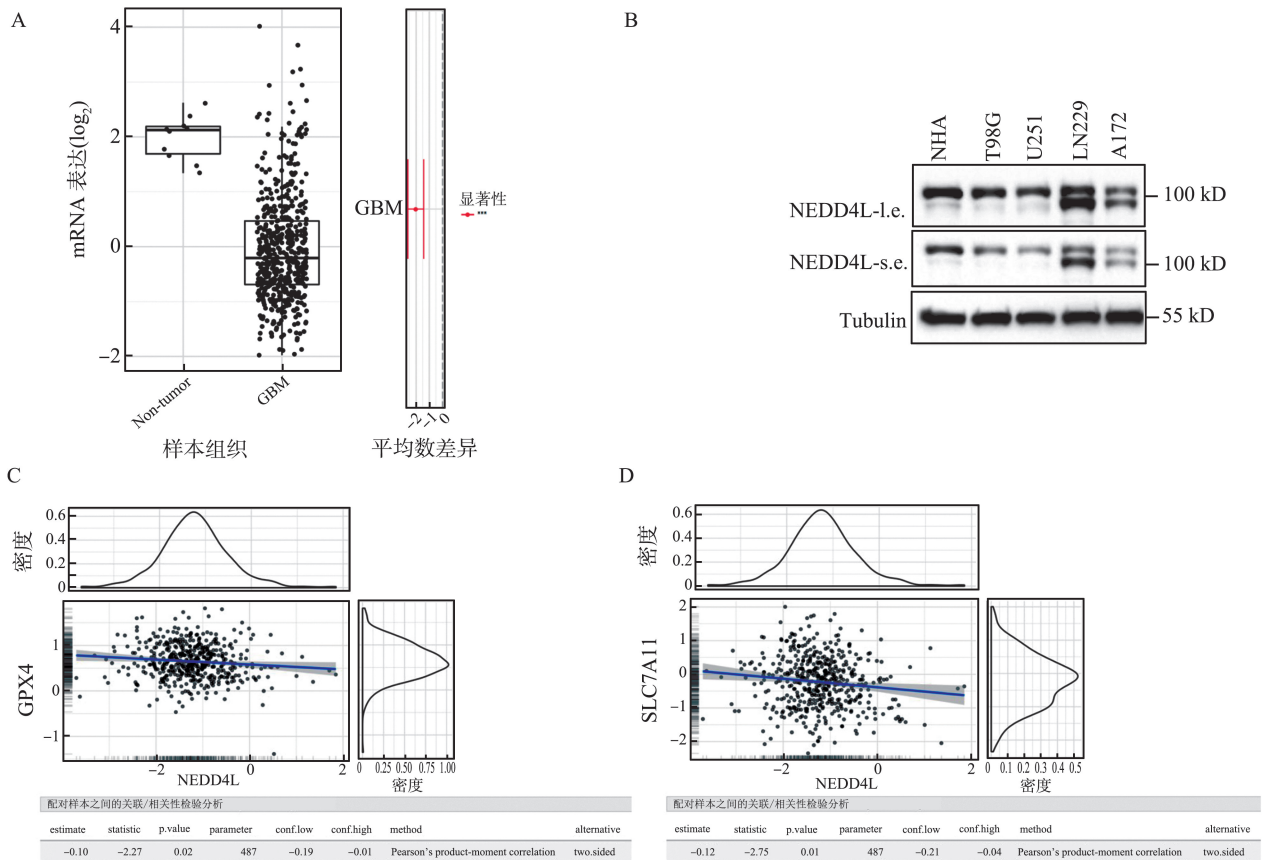 A
mRNA 表达(log₂)
4
2
0
−2
Non-tumor
GBM
样本组织
GBM
显著性
***
−2
−1
0
平均数差异
B
NHA
T98G
U251
LN229
A172
NEDD4L-l.e.
100 kD
NEDD4L-s.e.
100 kD
Tubulin
55 kD
C
密度
0.6
0.4
0.2
0
GPX4
1
0
−1
−2
0
2
NEDD4L
0
0.25
0.50
0.75
1.00
密度
配对样本之间的关联/相关性检验分析
estimate statistic p.value parameter conf.low conf.high method alternative
−0.10 −2.27 0.02 487 −0.19 −0.01 Pearson's product-moment correlation two.sided
D
密度
0.6
0.4
0.2
0
SLC7A11
2
1
0
−1
−2
−2
0
2
NEDD4L
0
0.1
0.2
0.3
0.4
0.5
密度
配对样本之间的关联/相关性检验分析
estimate statistic p.value parameter conf.low conf.high method alternative
−0.12 −2.75 0.01 487 −0.21 −0.04 Pearson's product-moment correlation two.sided